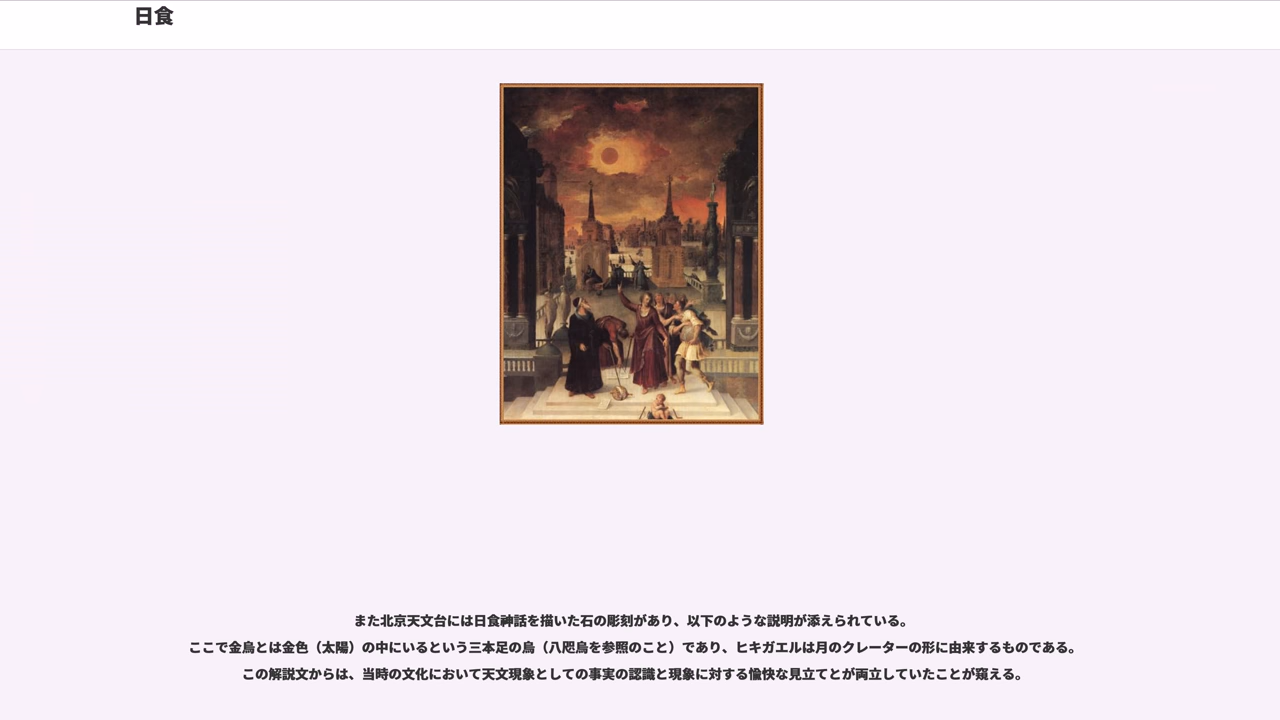 日食
また北京天文台には日食神話を描いた石の彫刻があり、以下のような説明が添えられている。
ここで金烏とは金色（太陽）の中にいるという三本足の烏（八咫烏を参照のこと）であり、ヒキガエルは月のクレーターの形に由来するものである。
この解説文からは、当時の文化において天文現象としての事実の認識と現象に対する愉快な見立てとが両立していたことが窺える。